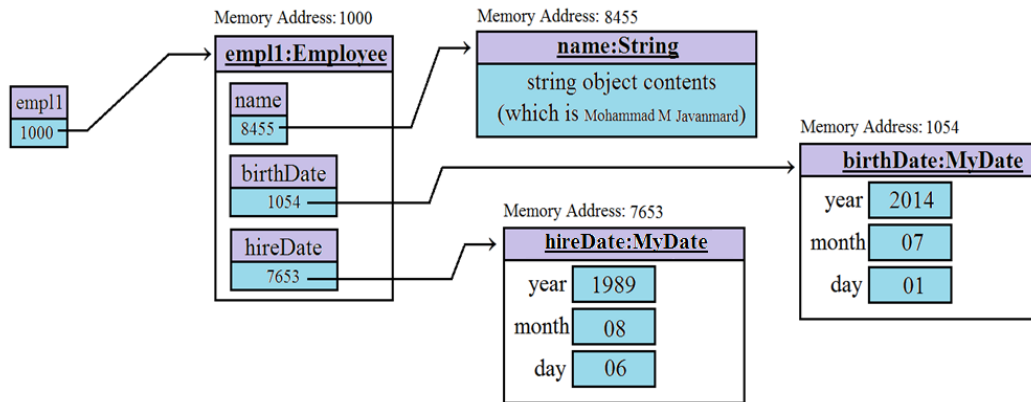 empl1
1000
Memory Address: 1000
empl1:Employee
name
8455
birthDate
1054
hireDate
7653
Memory Address: 8455
name:String
string object contents
(which is Mohammad M Javanmard)
Memory Address: 7653
hireDate:MyDate
year 1989
month 08
day 06
Memory Address: 1054
birthDate:MyDate
year 2014
month 07
day 01